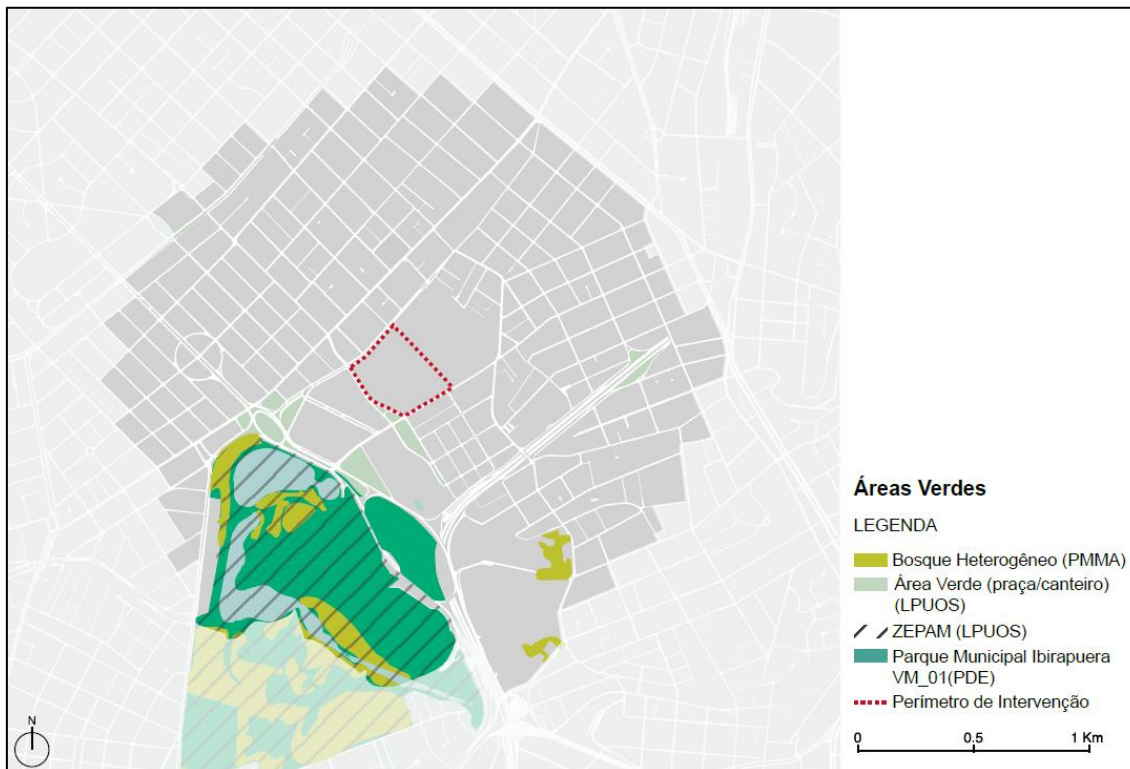 Áreas Verdes
LEGENDA
Bosque Heterogêneo (PMMA)
Área Verde (praça/canteiro)
(LPUOS)
ZEPAM (LPUOS)
Parque Municipal Ibirapuera
VM_01(PDE)
Perímetro de Intervenção
0 0.5 1 Km
N